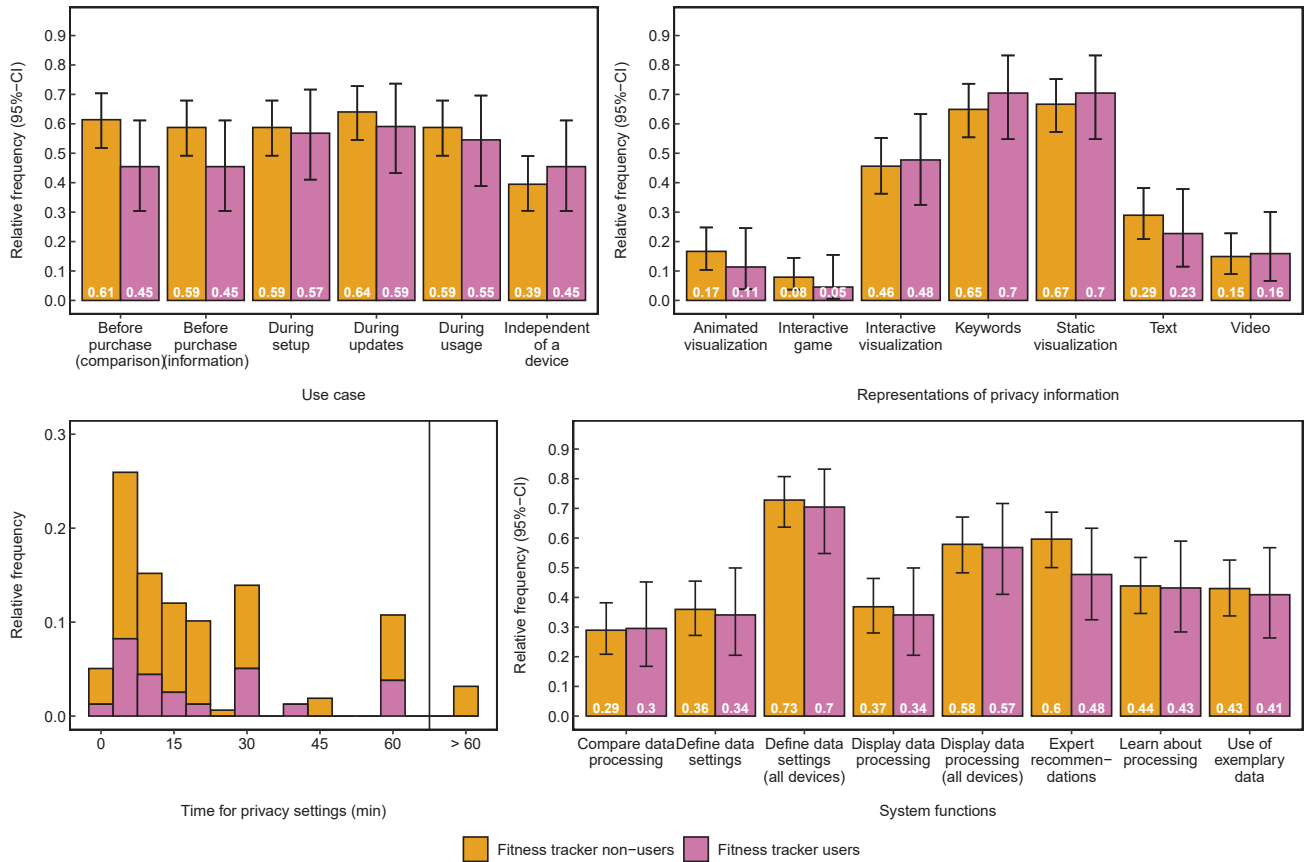 Relative frequency (95%−CI)
0.9
0.8
0.7
0.6
0.5
0.4
0.3
0.2
0.1
0.0
0.61 0.45 0.59 0.45 0.59 0.57 0.64 0.59 0.59 0.55 0.39 0.45
Before Before During During During Independent
purchase purchase setup updates usage of a
(comparison) (information) device
Use case
Relative frequency (95%−CI)
0.9
0.8
0.7
0.6
0.5
0.4
0.3
0.2
0.1
0.0
0.17 0.11 0.08 0.05 0.46 0.48 0.65 0.7 0.67 0.7 0.29 0.23 0.15 0.16
Animated Interactive Interactive Keywords Static Text Video
visualization game visualization visualization
Representations of privacy information
Relative frequency
0.3
0.2
0.1
0.0
0 15 30 45 60 > 60
Time for privacy settings (min)
Relative frequency (95%−CI)
0.9
0.8
0.7
0.6
0.5
0.4
0.3
0.2
0.1
0.0
0.29 0.3 0.36 0.34 0.73 0.7 0.37 0.34 0.58 0.57 0.6 0.48 0.44 0.43 0.43 0.41
Compare data Define data Define data Display data Display data Expert Learn about Use of
processing settings settings processing processing recommen− processing exemplary
(all devices) (all devices) dations data
System functions
Fitness tracker non−users Fitness tracker users